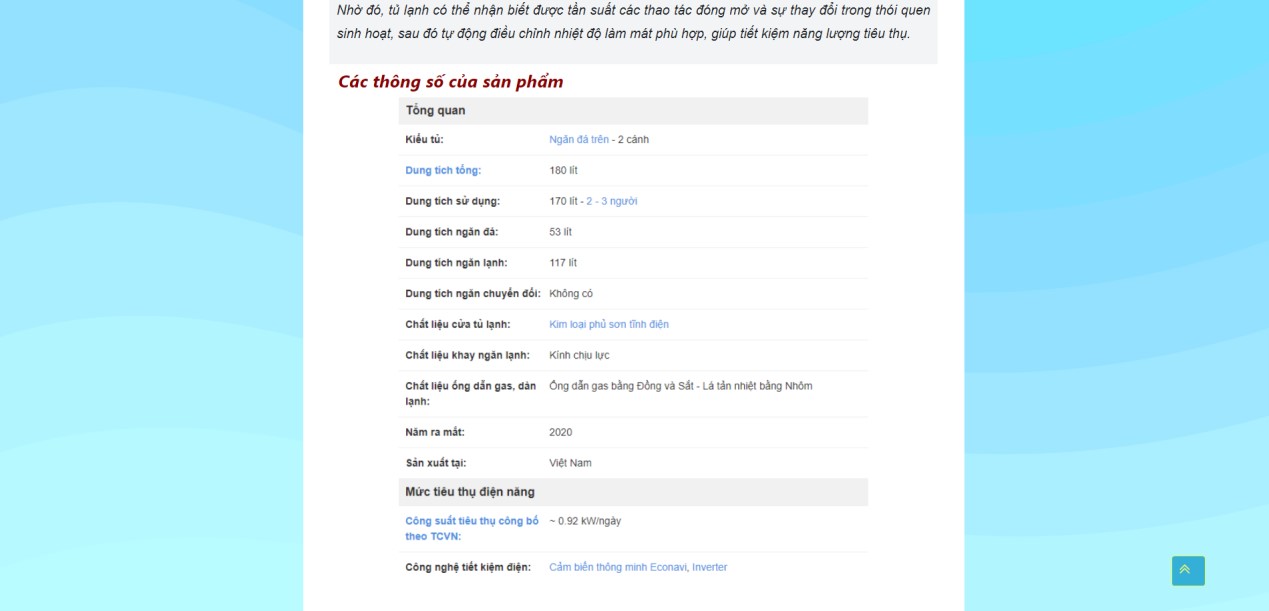 Nhờ đó, tủ lạnh có thể nhận biết được tần suất các thao tác đóng mở và sự thay đổi trong thói quen
sinh hoạt, sau đó tự động điều chỉnh nhiệt độ làm mát phù hợp, giúp tiết kiệm năng lượng tiêu thụ.
Các thông số của sản phẩm
Tổng quan
Kiểu tủ: Ngăn đá trên - 2 cánh
Dung tích tổng: 180 lít
Dung tích sử dụng: 170 lít - 2 - 3 người
Dung tích ngăn đá: 53 lít
Dung tích ngăn lạnh: 117 lít
Dung tích ngăn chuyển đổi: Không có
Chất liệu cửa tủ lạnh: Kim loại phủ sơn tĩnh điện
Chất liệu khay ngăn lạnh: Kính chịu lực
Chất liệu ống dẫn gas, dàn Ống dẫn gas bằng Đồng và Sắt - Lá tản nhiệt bằng Nhôm
lạnh:
Năm ra mắt: 2020
Sản xuất tại: Việt Nam
Mức tiêu thụ điện năng
Công suất tiêu thụ công bố ~ 0.92 kW/ngày
theo TCVN:
Công nghệ tiết kiệm điện: Cảm biến thông minh Econavi, Inverter